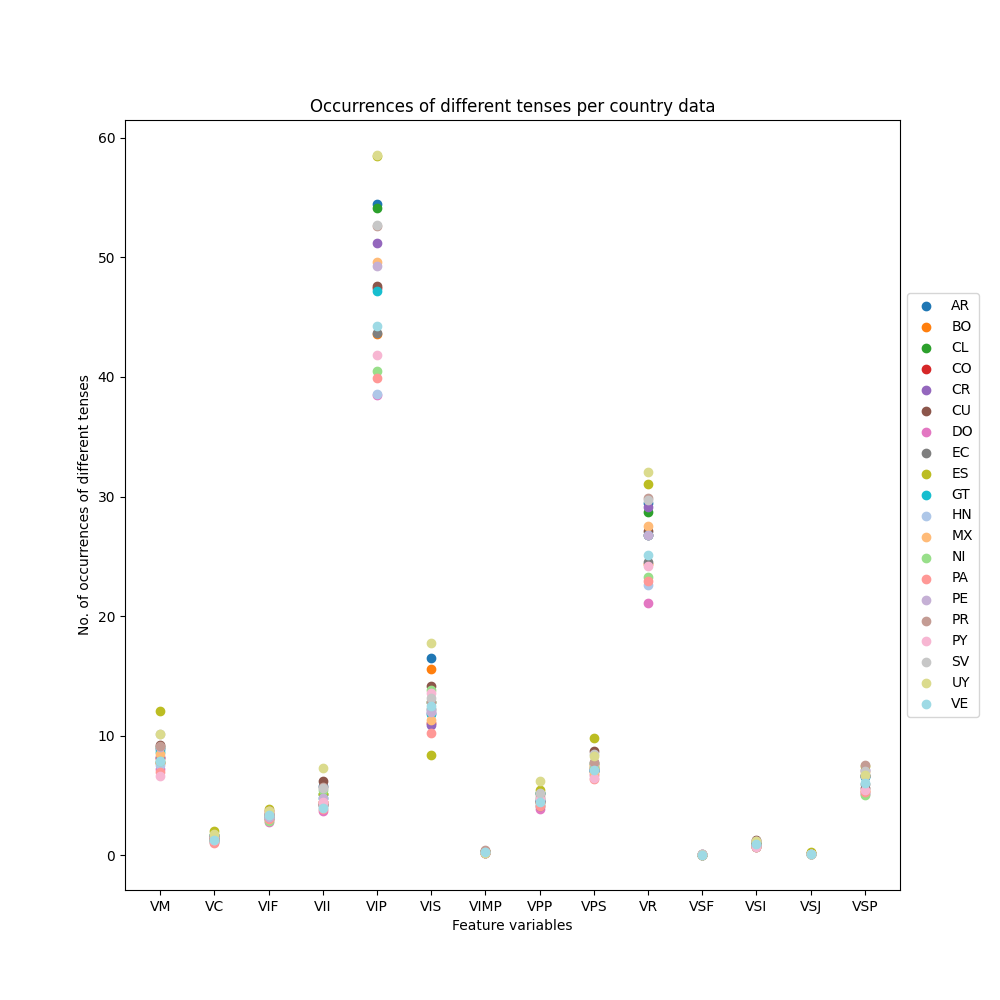 Occurrences of different tenses per country data
No. of occurrences of different tenses
60
50
40
30
20
10
0
VM VC VIF VII VIP VIS VIMP VPP VPS VR VSF VSI VSJ VSP
Feature variables
AR
BO
CL
CO
CR
CU
DO
EC
ES
GT
HN
MX
NI
PA
PE
PR
PY
SV
UY
VE